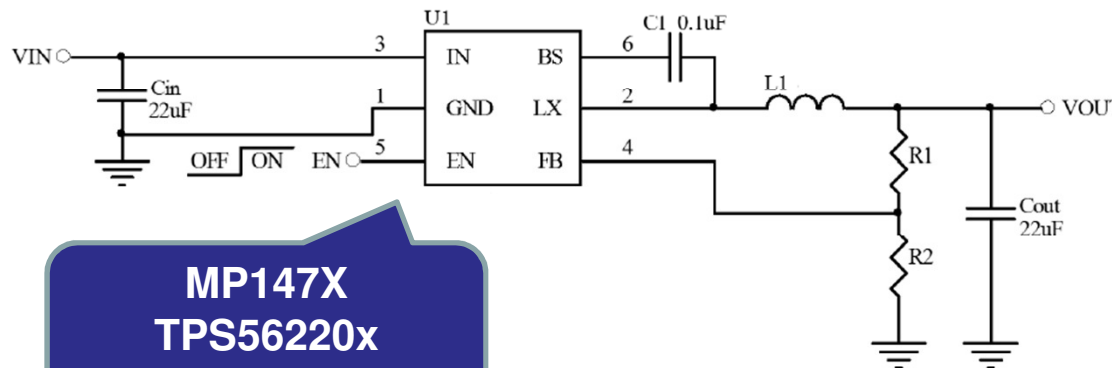 U1
C1 0.1uF
VIN
3
IN
BS
6
Cin
22uF
1
GND
LX
2
L1
VOUT
OFF
ON
EN
5
EN
FB
4
R1
R2
Cout
22uF
MP147X
TPS56220x